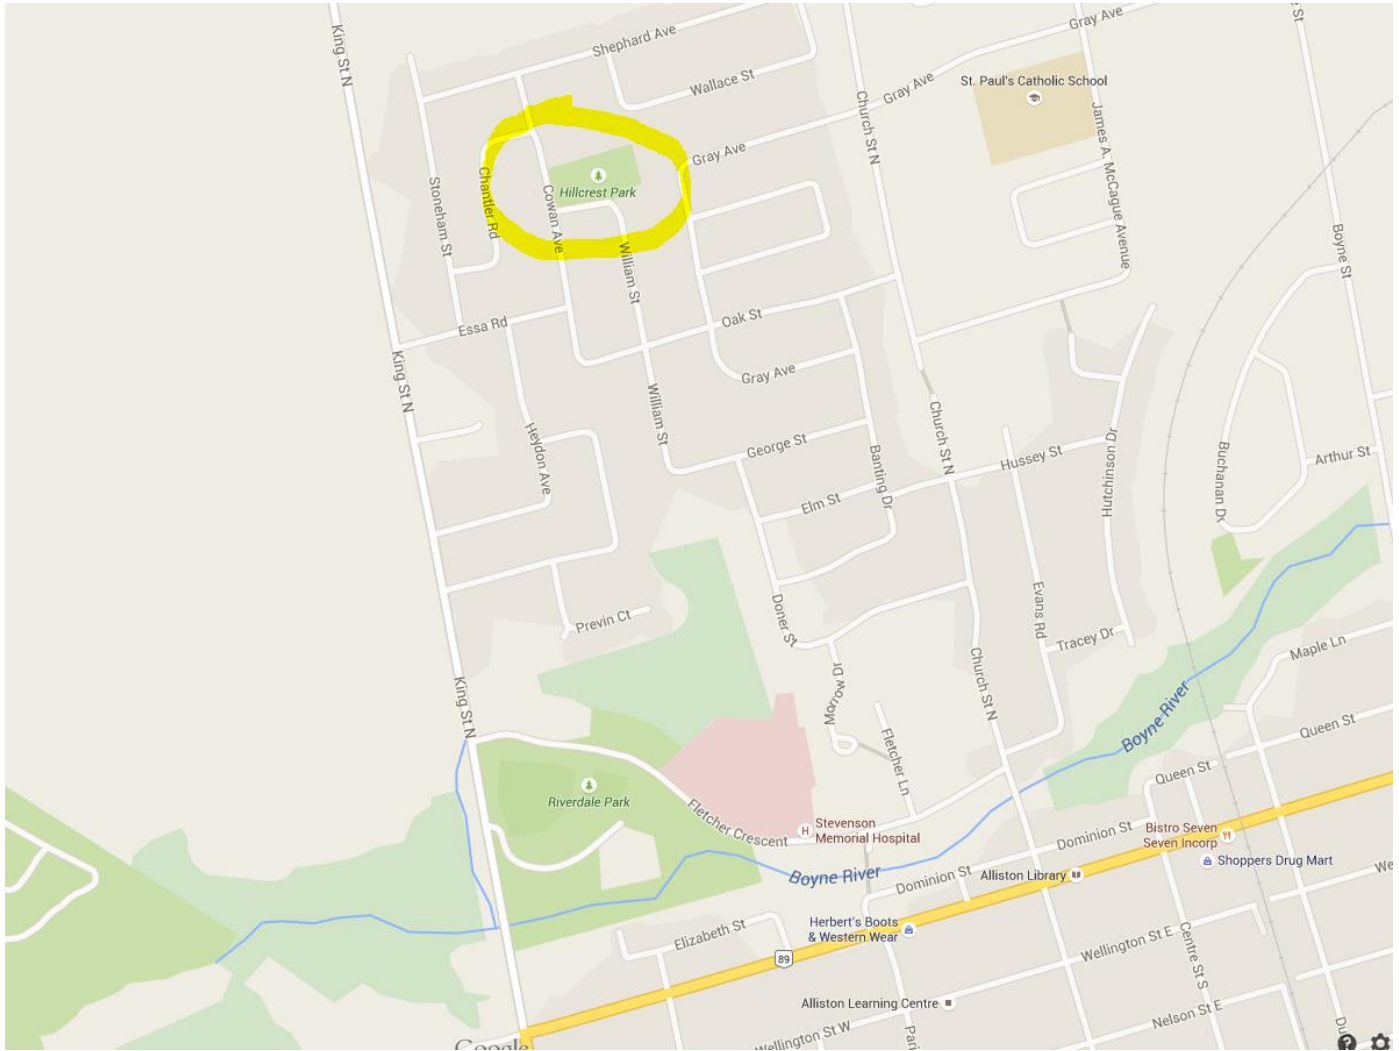 King St N
Shephard Ave
Gray Ave
St
Wallace St
St. Paul's Catholic School
Gray Ave
Church St N
James A. McCague Avenue
Gray Ave
Stoneham St
Chantler Rd
Cowan Ave
Hillcrest Park
William St
Boyne St
Essa Rd
Oak St
King St N
Gray Ave
William St
Heydon Ave
George St
Banting Dr
Church St N
Hussey St
Hutchinson Dr
Buchanan Dr
Arthur St
Elm St
Previn Ct
Doner St
Evans Rd
Tracey Dr
Maple Ln
King St N
Morrow Dr
Church St N
Boyne River
Queen St
Fletcher Ln
Queen St
Riverdale Park
Fletcher Crescent
H
Stevenson
Memorial Hospital
Dominion St
Bistro Seven
Seven Incorp
Shoppers Drug Mart
Boyne River
Dominion St
Alliston Library
We
Herbert's Boots
& Western Wear
Elizabeth St
89
Wellington St E
Centre St S
Alliston Learning Centre
Nelson St E
Wellington St W
Pari
Du
Google
?